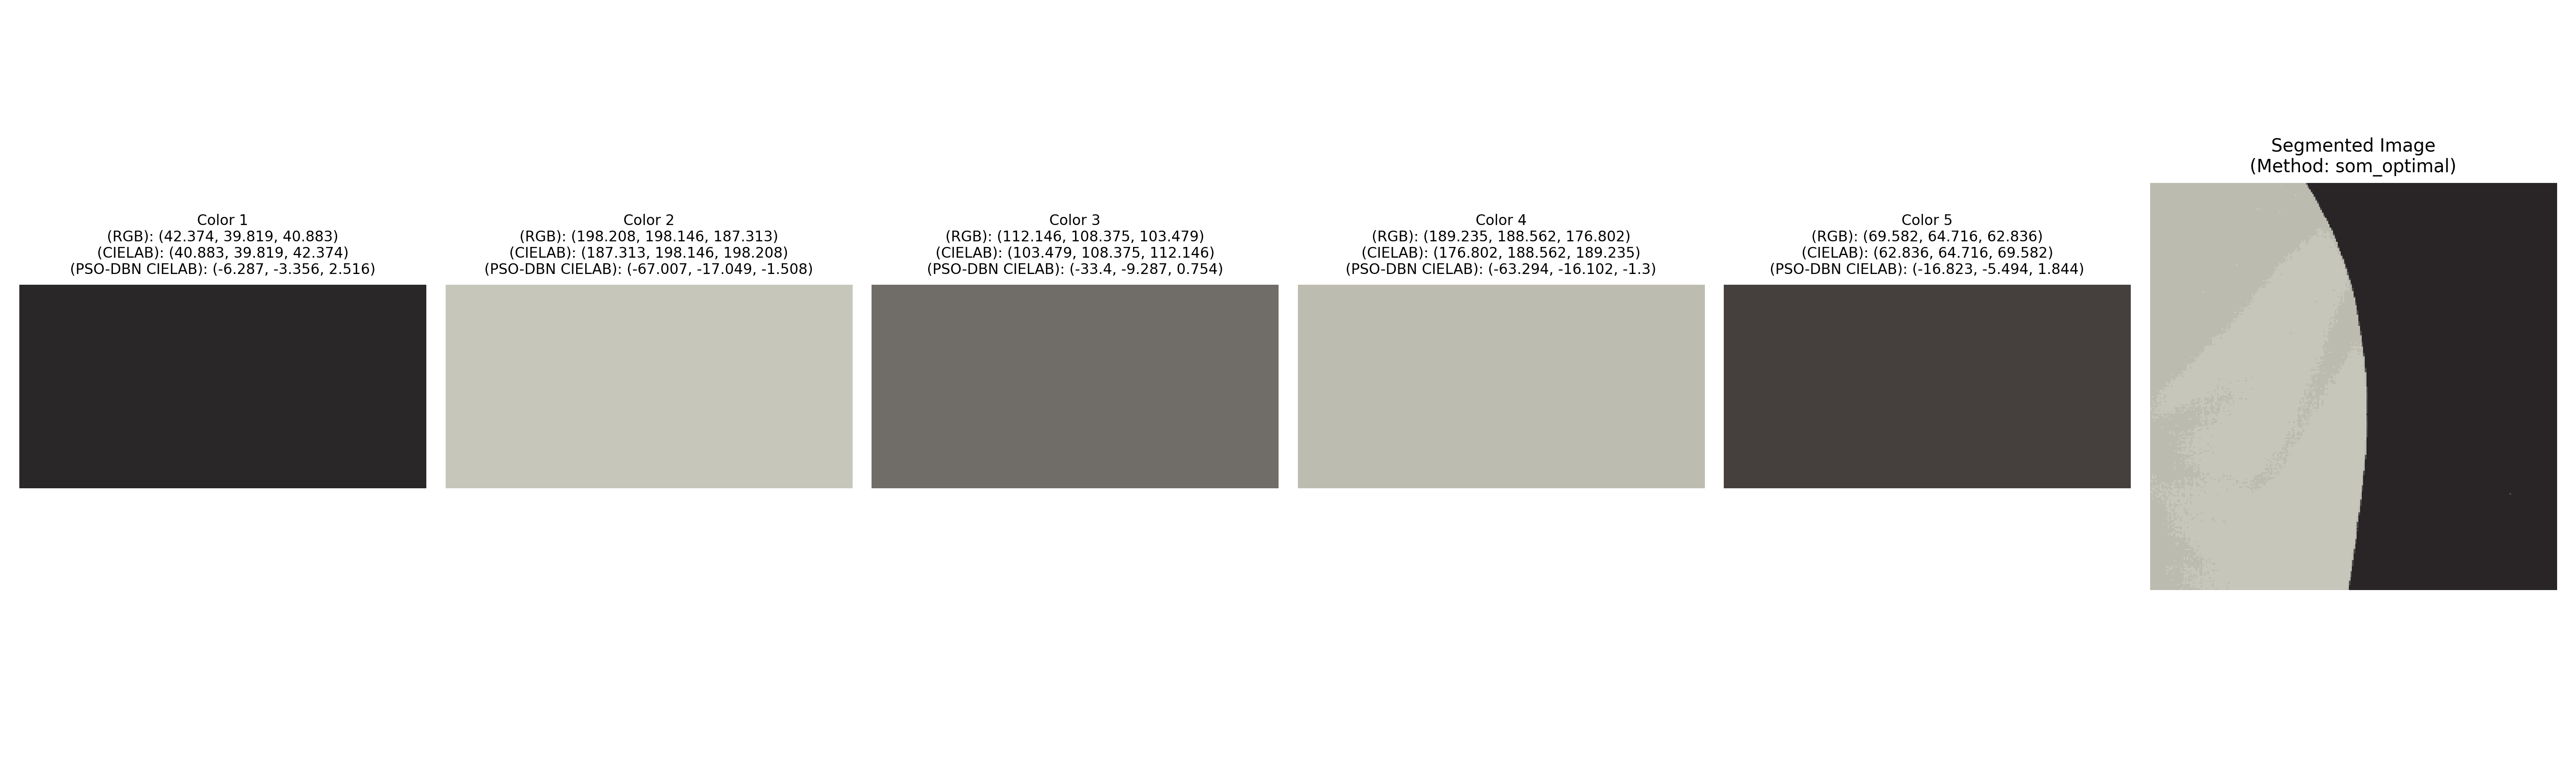 Color 1
(RGB): (42.374, 39.819, 40.883)
(CIELAB): (40.883, 39.819, 42.374)
(PSO-DBN CIELAB): (-6.287, -3.356, 2.516)
Color 2
(RGB): (198.208, 198.146, 187.313)
(CIELAB): (187.313, 198.146, 198.208)
(PSO-DBN CIELAB): (-67.007, -17.049, -1.508)
Color 3
(RGB): (112.146, 108.375, 103.479)
(CIELAB): (103.479, 108.375, 112.146)
(PSO-DBN CIELAB): (-33.4, -9.287, 0.754)
Color 4
(RGB): (189.235, 188.562, 176.802)
(CIELAB): (176.802, 188.562, 189.235)
(PSO-DBN CIELAB): (-63.294, -16.102, -1.3)
Color 5
(RGB): (69.582, 64.716, 62.836)
(CIELAB): (62.836, 64.716, 69.582)
(PSO-DBN CIELAB): (-16.823, -5.494, 1.844)
Segmented Image
(Method: som_optimal)